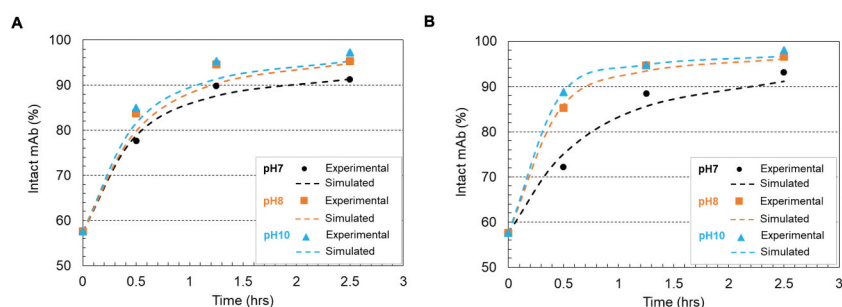 A
Intact mAb (%)
100
90
80
70
60
50
0
0.5
1
1.5
2
2.5
3
Time (hrs)
pH7 Experimental
Simulated
pH8 Experimental
Simulated
pH10 Experimental
Simulated
B
Intact mAb (%)
100
90
80
70
60
50
0
0.5
1
1.5
2
2.5
3
Time (hrs)
pH7 Experimental
Simulated
pH8 Experimental
Simulated
pH10 Experimental
Simulated